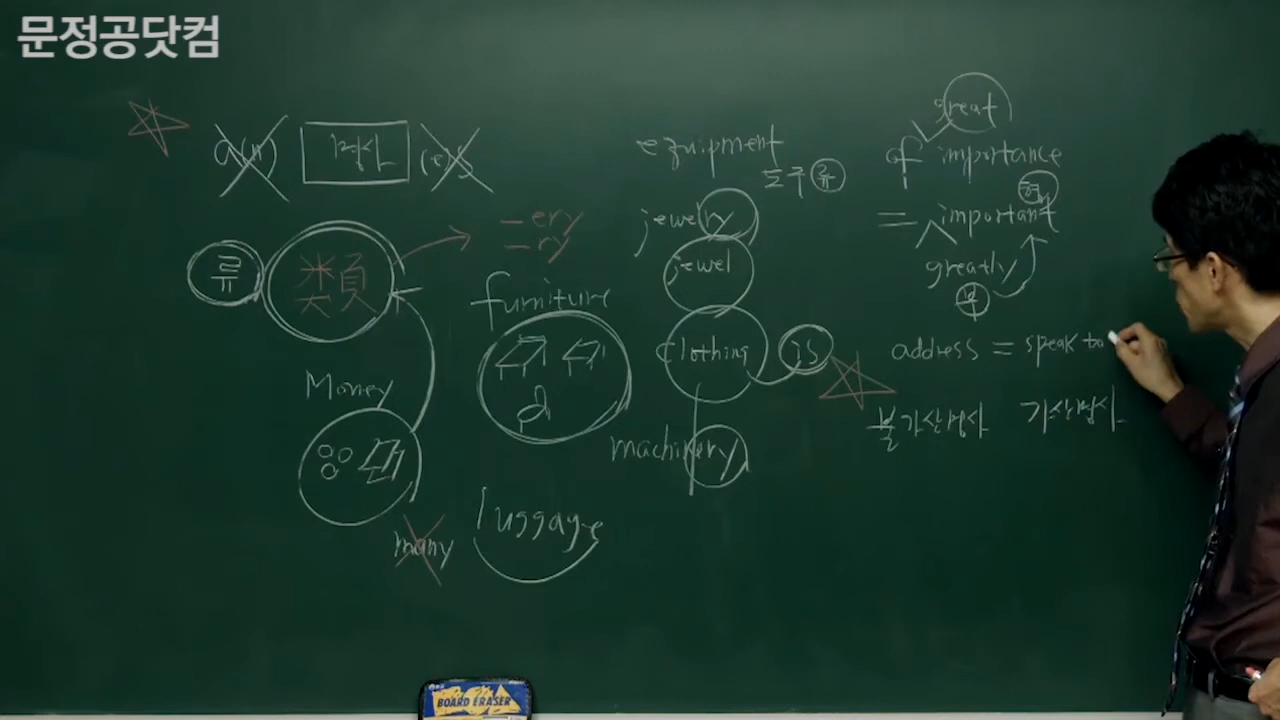 문정공닷컴
a(n) 명사 (e)s
류 類
-ery
-ry
Money
many
furniture
luggage
equipment
도구류
jewelry
jewel
clothing is
machinery
great
of importance
형
= important
greatly
부
address = speak to
불가산명사 가산명사
BOARD ERASER